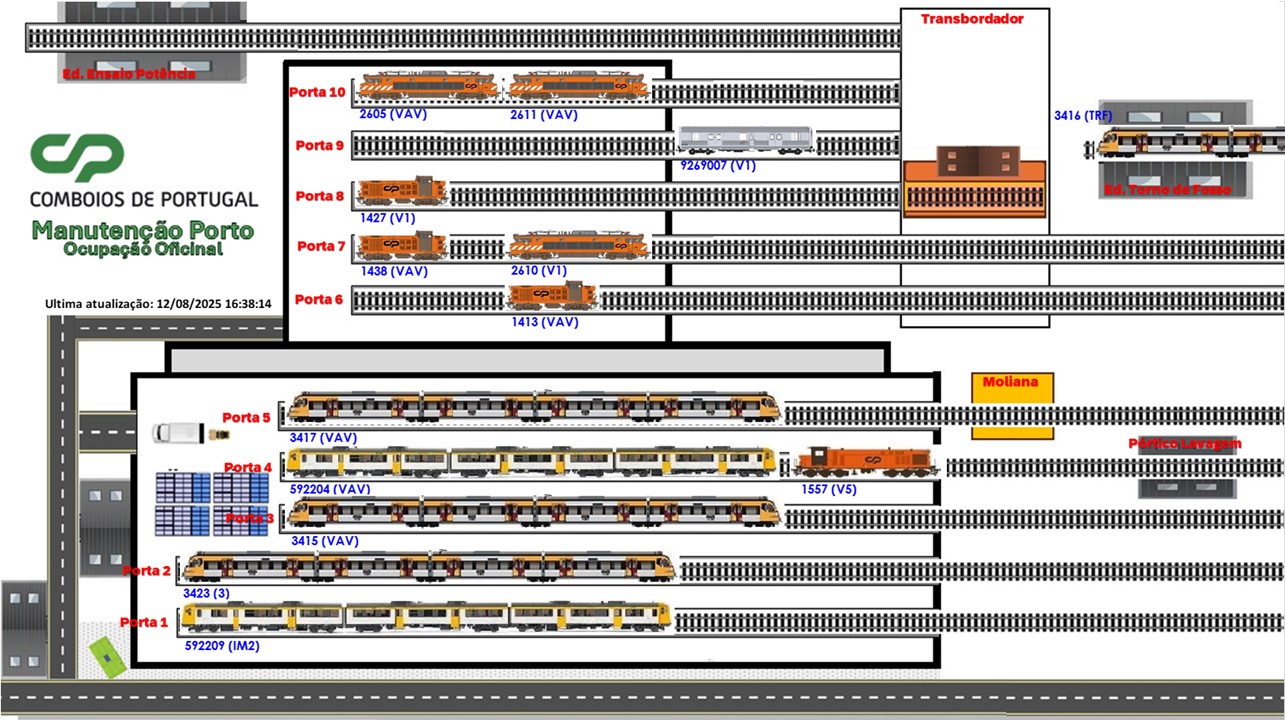 Transbordador
Ed. Ensaio Potência
Porta 10
2605 (VAV)
2611 (VAV)
3416 (TRF)
Porta 9
9269007 (V1)
CP
COMBOIOS DE PORTUGAL
Manutenção Porto
Ocupação Oficinal
Porta 8
1427 (V1)
Ed. Torno de Fosso
Porta 7
1438 (VAV)
2610 (V1)
Ultima atualização: 12/08/2025 16:38:14
Porta 6
1413 (VAV)
Moliana
Porta 5
3417 (VAV)
Pórtico Lavagem
Porta 4
592204 (VAV)
1557 (V5)
Porta 3
3415 (VAV)
Porta 2
3423 (3)
Porta 1
592209 (IM2)